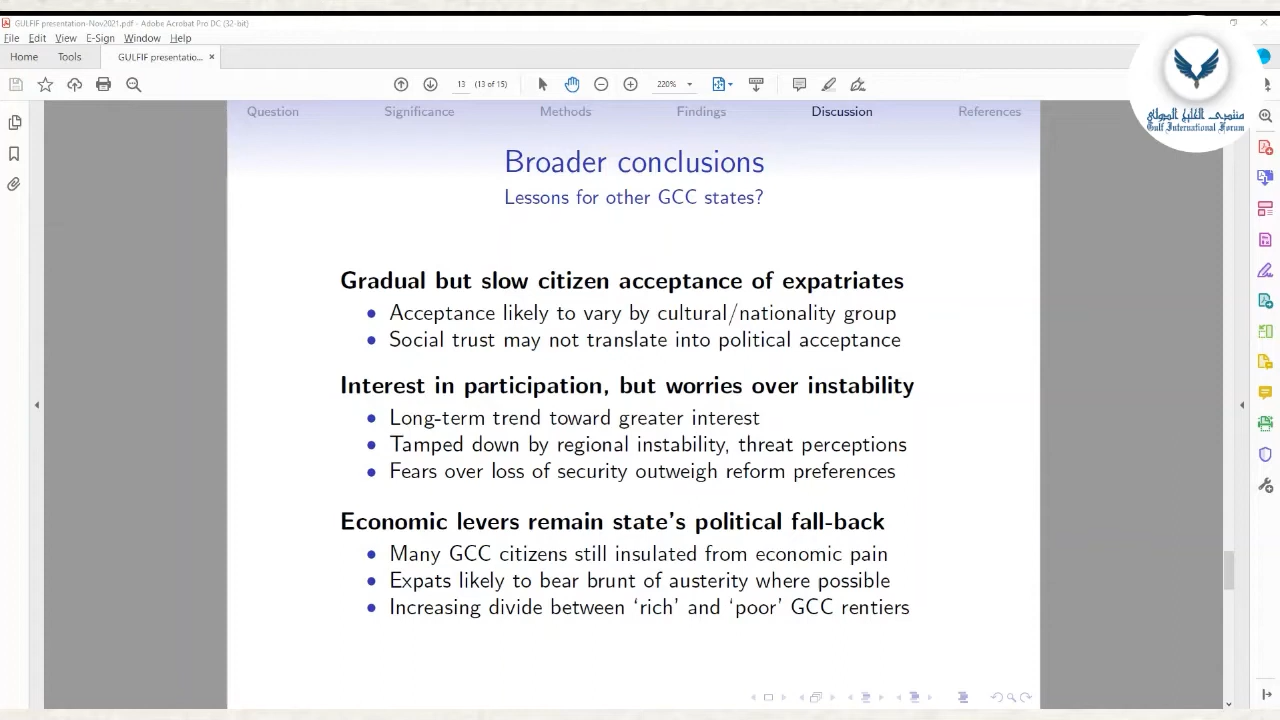 GULFIF presentation-Nov2021.pdf - Adobe Acrobat Pro DC (32-bit)
File Edit View E-Sign Window Help
Home Tools GULFIF presentatio... ×
13 (13 of 15) 220%
منتدى الخليج الدولي
Gulf International Forum
Question Significance Methods Findings Discussion References
Broader conclusions
Lessons for other GCC states?
Gradual but slow citizen acceptance of expatriates
• Acceptance likely to vary by cultural/nationality group
• Social trust may not translate into political acceptance
Interest in participation, but worries over instability
• Long-term trend toward greater interest
• Tamped down by regional instability, threat perceptions
• Fears over loss of security outweigh reform preferences
Economic levers remain state's political fall-back
• Many GCC citizens still insulated from economic pain
• Expats likely to bear brunt of austerity where possible
• Increasing divide between ‘rich’ and ‘poor’ GCC rentiers